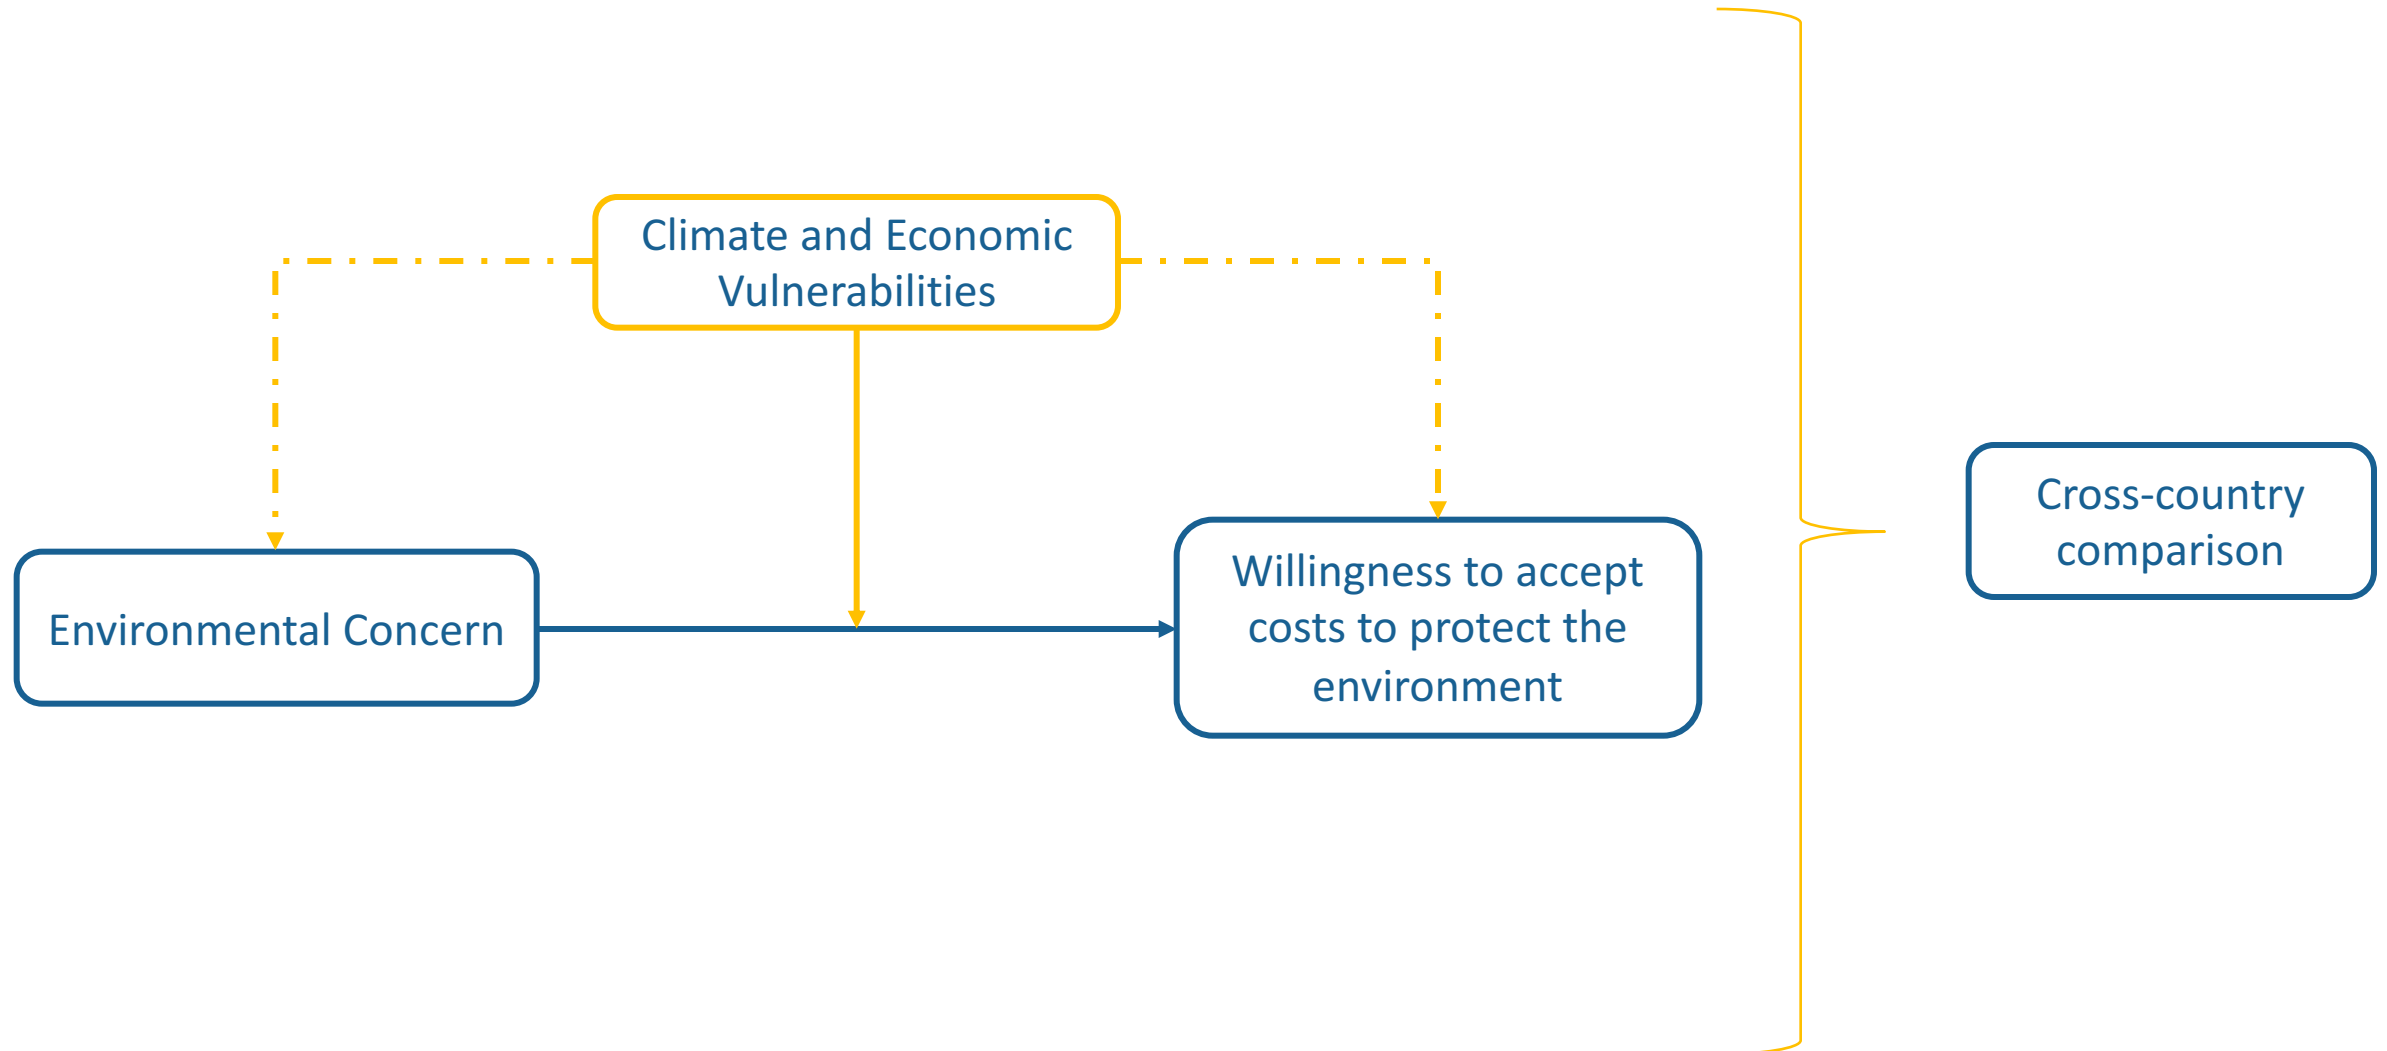 Climate and Economic
Vulnerabilities
Environmental Concern
Willingness to accept
costs to protect the
environment
Cross-country
comparison